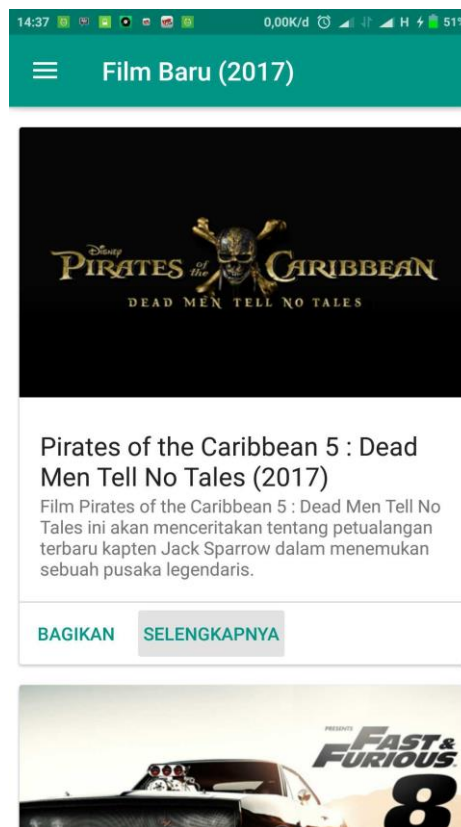 14:37 0,00K/d H 51%
Film Baru (2017)
Disney
PIRATES of the CARIBBEAN
DEAD MEN TELL NO TALES
Pirates of the Caribbean 5 : Dead
Men Tell No Tales (2017)
Film Pirates of the Caribbean 5 : Dead Men Tell No
Tales ini akan menceritakan tentang petualangan
terbaru kapten Jack Sparrow dalam menemukan
sebuah pusaka legendaris.
BAGIKAN SELENGKAPNYA
PRESENTS
FAST &
FURIOUS
8